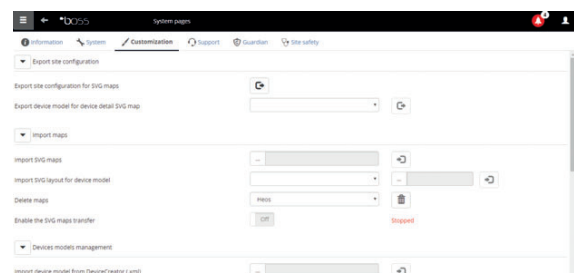 boss System pages
Information System Customization Support Guardian Site safety
Export site configuration
Export site configuration for SVG maps
Export device model for device detail SVG map
Import maps
Import SVG maps ...
Import SVG layout for device model ...
Delete maps Pieos
Enable the SVG maps transfer Off Stopped
Devices models management
Import device model from DeviceCreator (.xml) ...